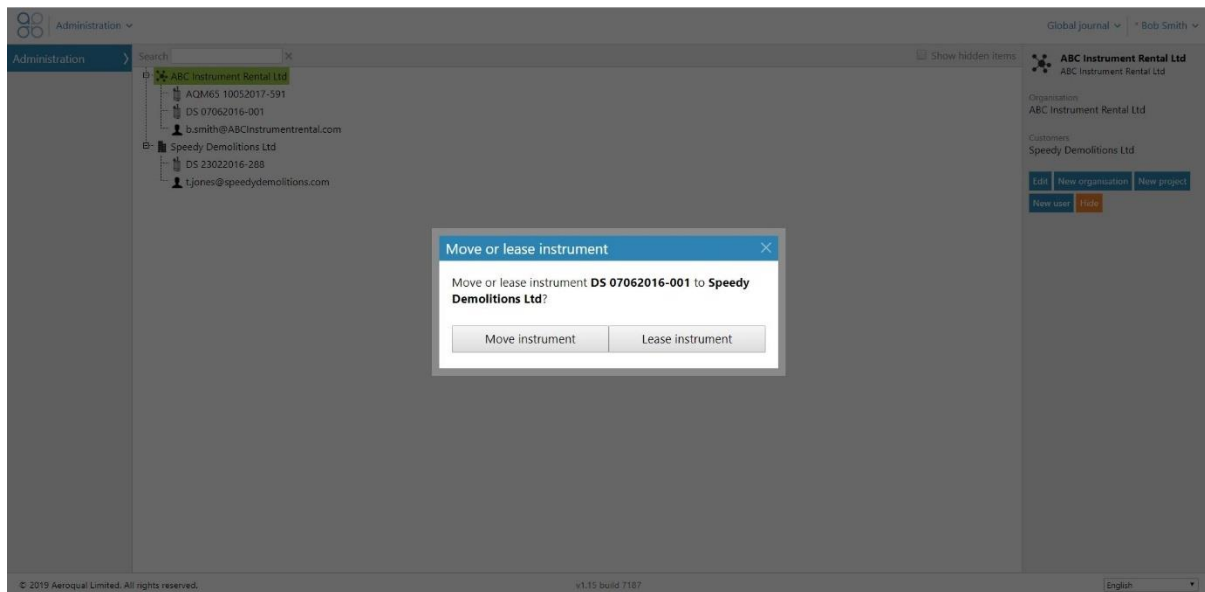 Administration
Global journal
* Bob Smith
Administration
Search
Show hidden items
ABC Instrument Rental Ltd
AQM65 10052017-591
DS 07062016-001
b.smith@ABCInstrumentrental.com
Speedy Demolitions Ltd
DS 23022016-288
t.jones@speedydemolitions.com
ABC Instrument Rental Ltd
ABC Instrument Rental Ltd
Organisation
ABC Instrument Rental Ltd
Customers
Speedy Demolitions Ltd
Edit New organisation New project
New user Hide
Move or lease instrument
Move or lease instrument DS 07062016-001 to Speedy
Demolitions Ltd?
Move instrument Lease instrument
© 2019 Aeroqual Limited. All rights reserved.
v1.15 build 7187
English